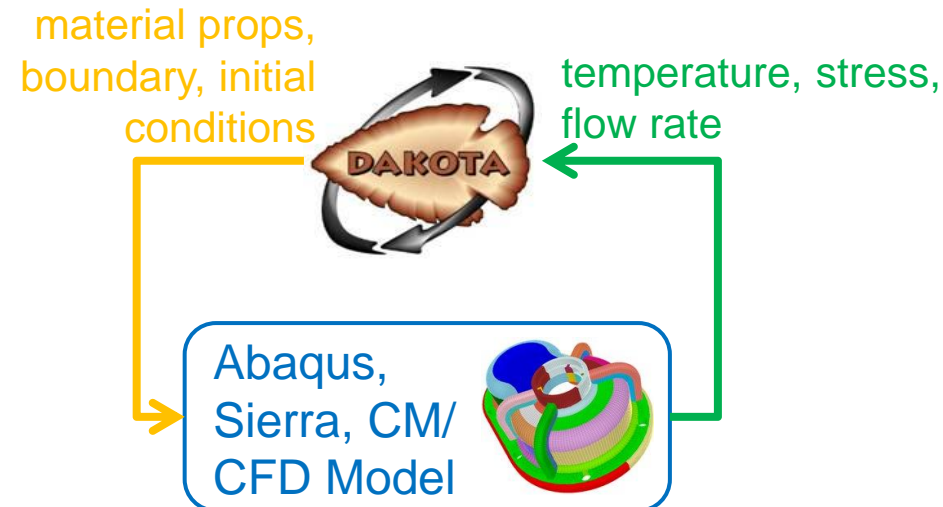 material props,
boundary, initial
conditions
temperature, stress,
flow rate
DAKOTA
Abaqus,
Sierra, CM/
CFD Model